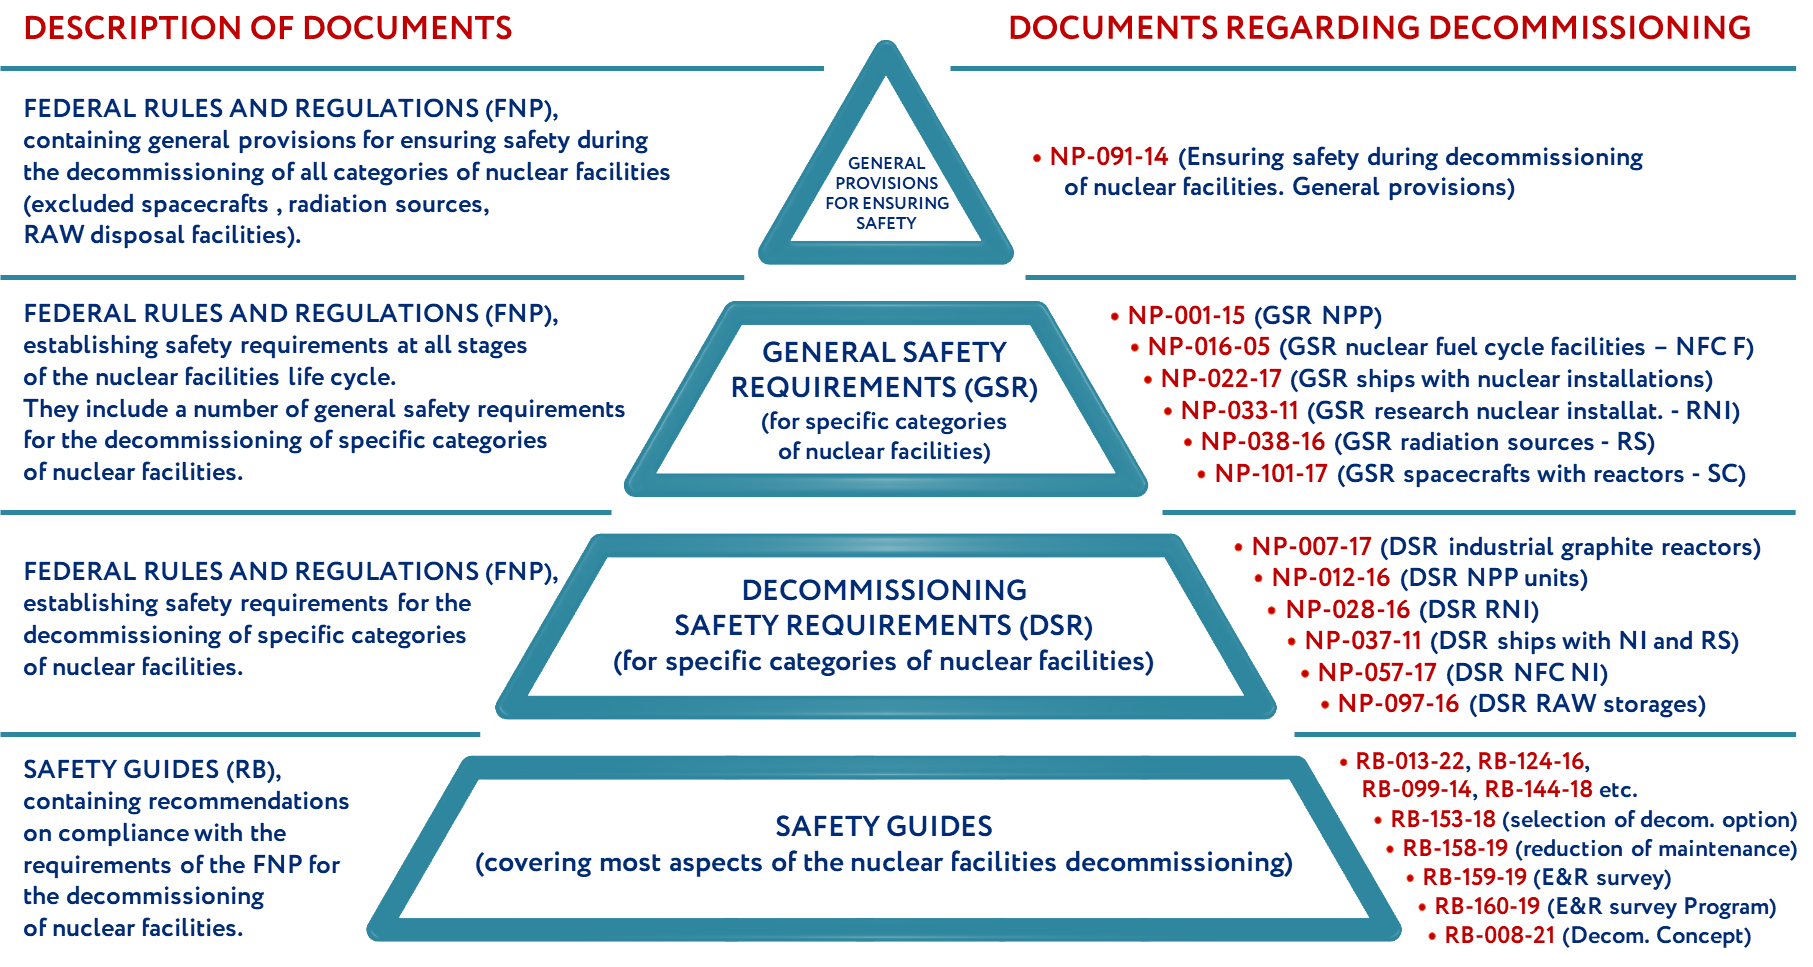 DESCRIPTION OF DOCUMENTS
DOCUMENTS REGARDING DECOMMISSIONING
FEDERAL RULES AND REGULATIONS (FNP),
containing general provisions for ensuring safety during
the decommissioning of all categories of nuclear facilities
(excluded spacecrafts , radiation sources,
RAW disposal facilities).
GENERAL
PROVISIONS
FOR ENSURING
SAFETY
• NP-091-14 (Ensuring safety during decommissioning
of nuclear facilities. General provisions)
FEDERAL RULES AND REGULATIONS (FNP),
establishing safety requirements at all stages
of the nuclear facilities life cycle.
They include a number of general safety requirements
for the decommissioning of specific categories
of nuclear facilities.
GENERAL SAFETY
REQUIREMENTS (GSR)
(for specific categories
of nuclear facilities)
• NP-001-15 (GSR NPP)
• NP-016-05 (GSR nuclear fuel cycle facilities – NFC F)
• NP-022-17 (GSR ships with nuclear installations)
• NP-033-11 (GSR research nuclear installat. - RNI)
• NP-038-16 (GSR radiation sources - RS)
• NP-101-17 (GSR spacecrafts with reactors - SC)
FEDERAL RULES AND REGULATIONS (FNP),
establishing safety requirements for the
decommissioning of specific categories
of nuclear facilities.
DECOMMISSIONING
SAFETY REQUIREMENTS (DSR)
(for specific categories of nuclear facilities)
• NP-007-17 (DSR industrial graphite reactors)
• NP-012-16 (DSR NPP units)
• NP-028-16 (DSR RNI)
• NP-037-11 (DSR ships with NI and RS)
• NP-057-17 (DSR NFC NI)
• NP-097-16 (DSR RAW storages)
SAFETY GUIDES (RB),
containing recommendations
on compliance with the
requirements of the FNP for
the decommissioning
of nuclear facilities.
SAFETY GUIDES
(covering most aspects of the nuclear facilities decommissioning)
• RB-013-22, RB-124-16,
RB-099-14, RB-144-18 etc.
• RB-153-18 (selection of decom. option)
• RB-158-19 (reduction of maintenance)
• RB-159-19 (E&R survey)
• RB-160-19 (E&R survey Program)
• RB-008-21 (Decom. Concept)